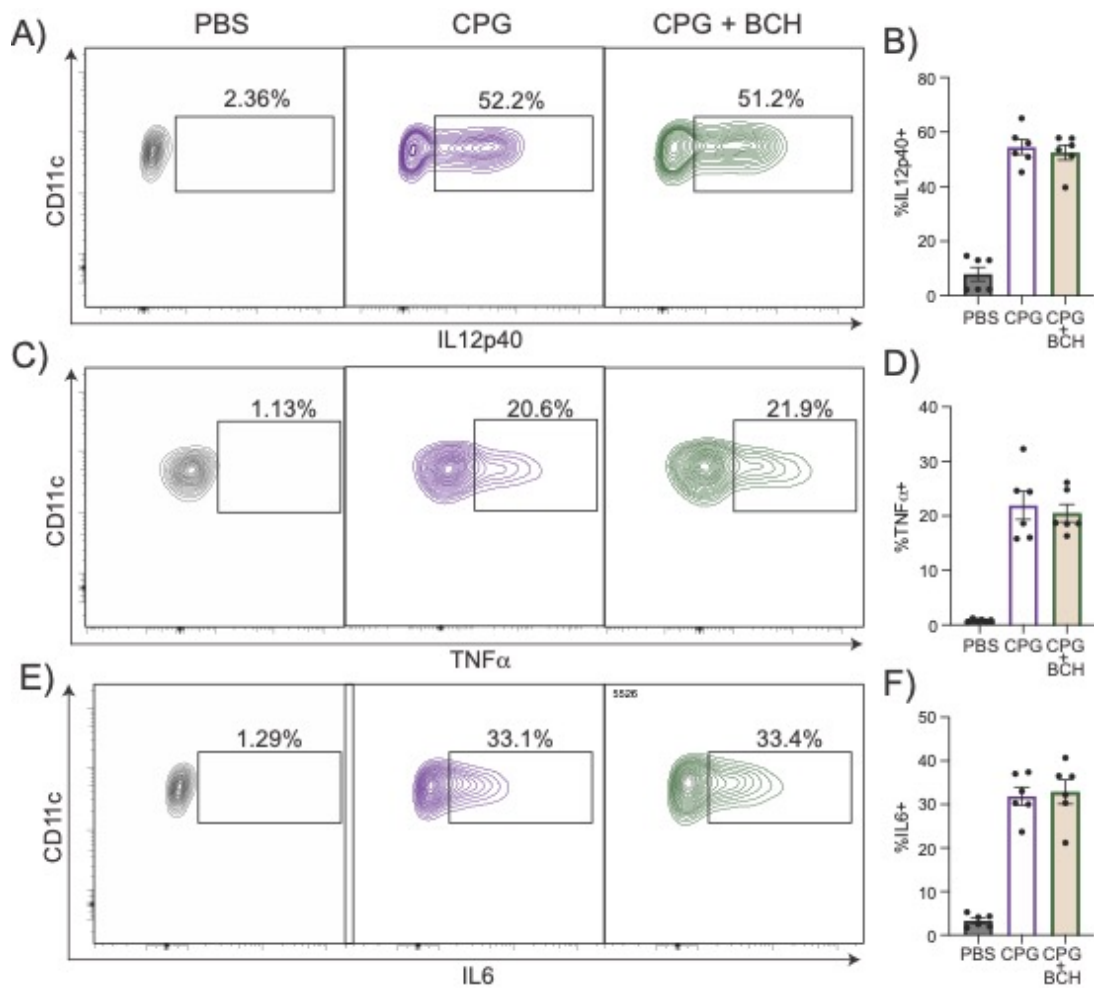 A) PBS CPG CPG + BCH B)
2.36% 52.2% 51.2%
CD11c
IL12p40
%IL12p40+
80
60
40
20
0
PBS CPG CPG
+
BCH
C) D)
1.13% 20.6% 21.9%
CD11c
TNFα
%TNFα+
40
30
20
10
0
PBS CPG CPG
+
BCH
E) F)
5526
1.29% 33.1% 33.4%
CD11c
IL6
%IL6+
50
40
30
20
10
0
PBS CPG CPG
+
BCH